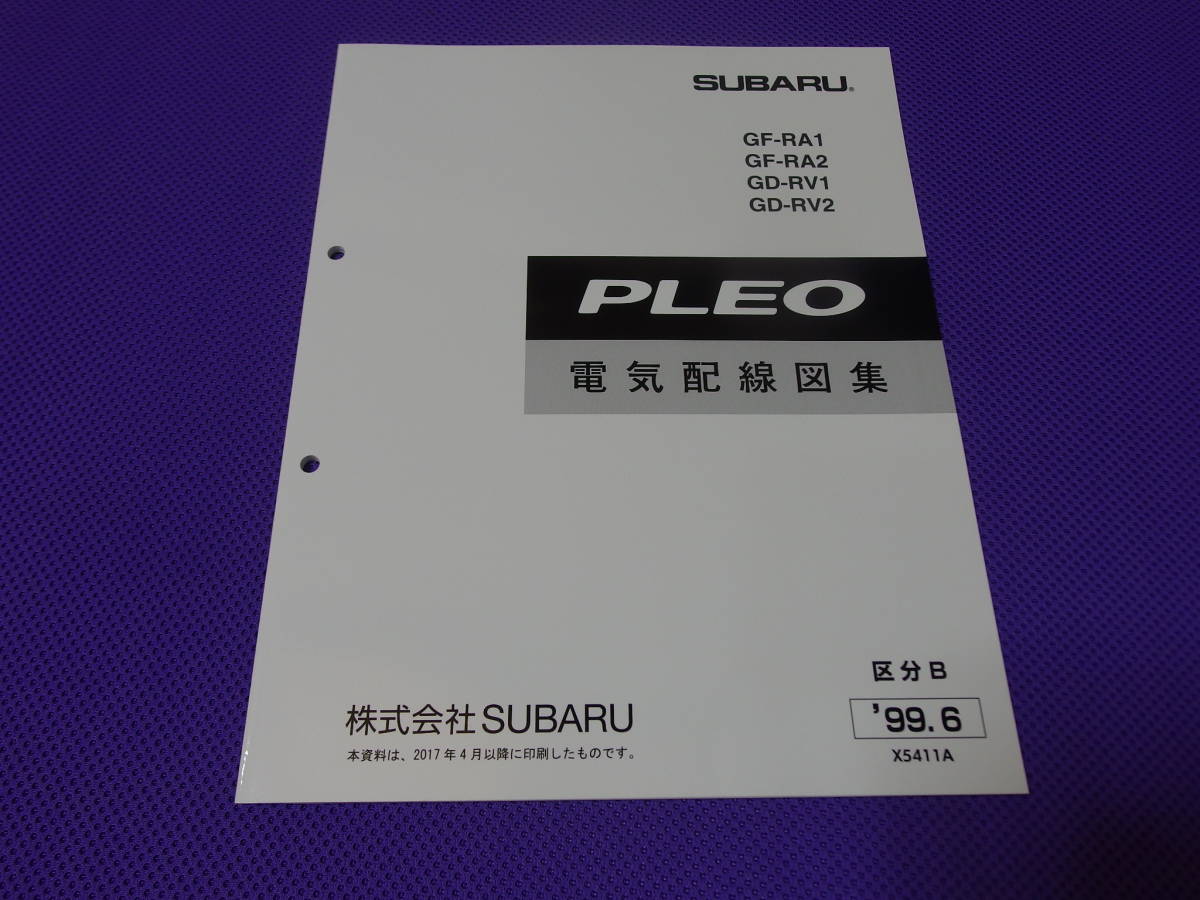 SUBARU®
GF-RA1
GF-RA2
GD-RV1
GD-RV2
PLEO
電気配線図集
区分B
'99.6
X5411A
株式会社SUBARU
本資料は、2017年4月以降に印刷したものです。